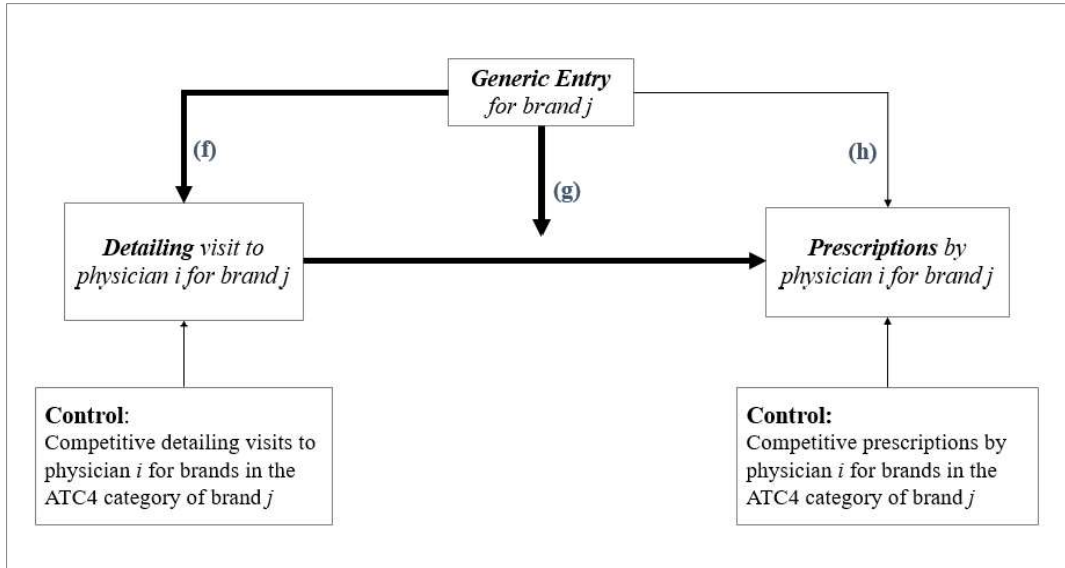 Generic Entry
for brand j
(f)
(g)
(h)
Detailing visit to
physician i for brand j
Prescriptions by
physician i for brand j
Control:
Competitive detailing visits to
physician i for brands in the
ATC4 category of brand j
Control:
Competitive prescriptions by
physician i for brands in the
ATC4 category of brand j